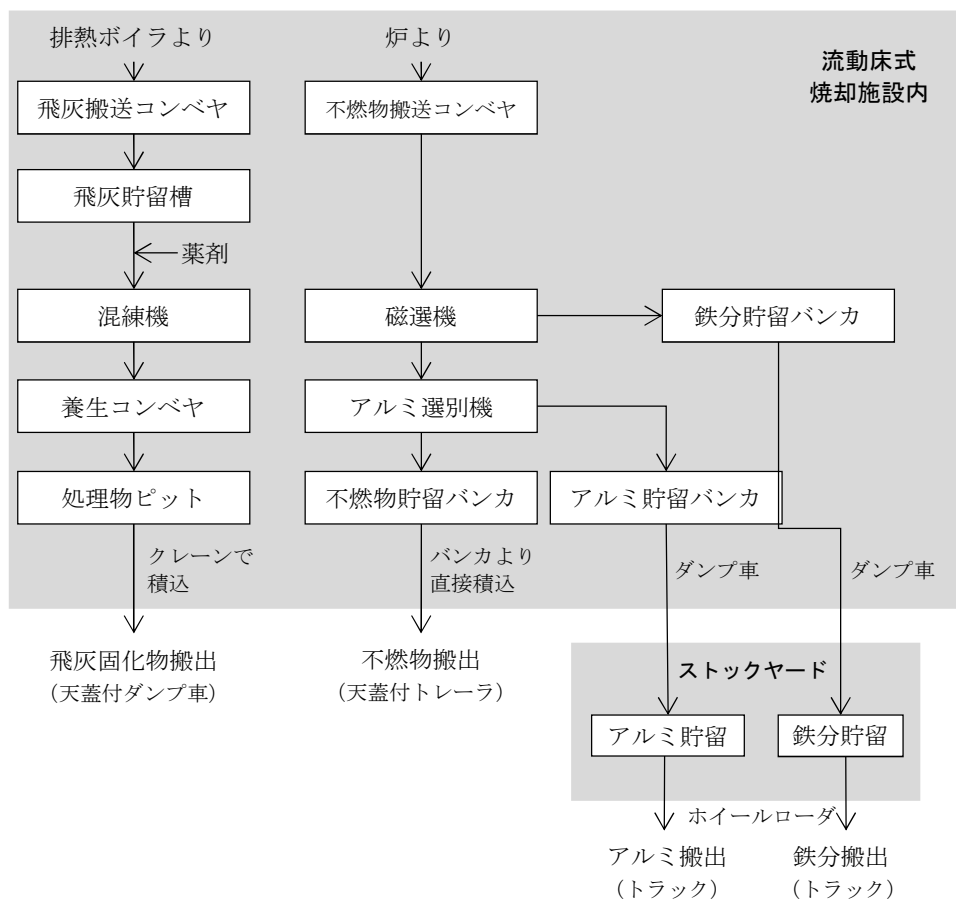 排熱ボイラより
炉より
流動床式
焼却施設内
飛灰搬送コンベヤ
不燃物搬送コンベヤ
飛灰貯留槽
薬剤
混練機
磁選機
鉄分貯留バンカ
養生コンベヤ
アルミ選別機
処理物ピット
不燃物貯留バンカ
アルミ貯留バンカ
クレーンで
積込
バンカより
直接積込
ダンプ車
ダンプ車
飛灰固化物搬出
（天蓋付ダンプ車）
不燃物搬出
（天蓋付トレーラ）
ストックヤード
アルミ貯留
鉄分貯留
ホイールローダ
アルミ搬出
（トラック）
鉄分搬出
（トラック）